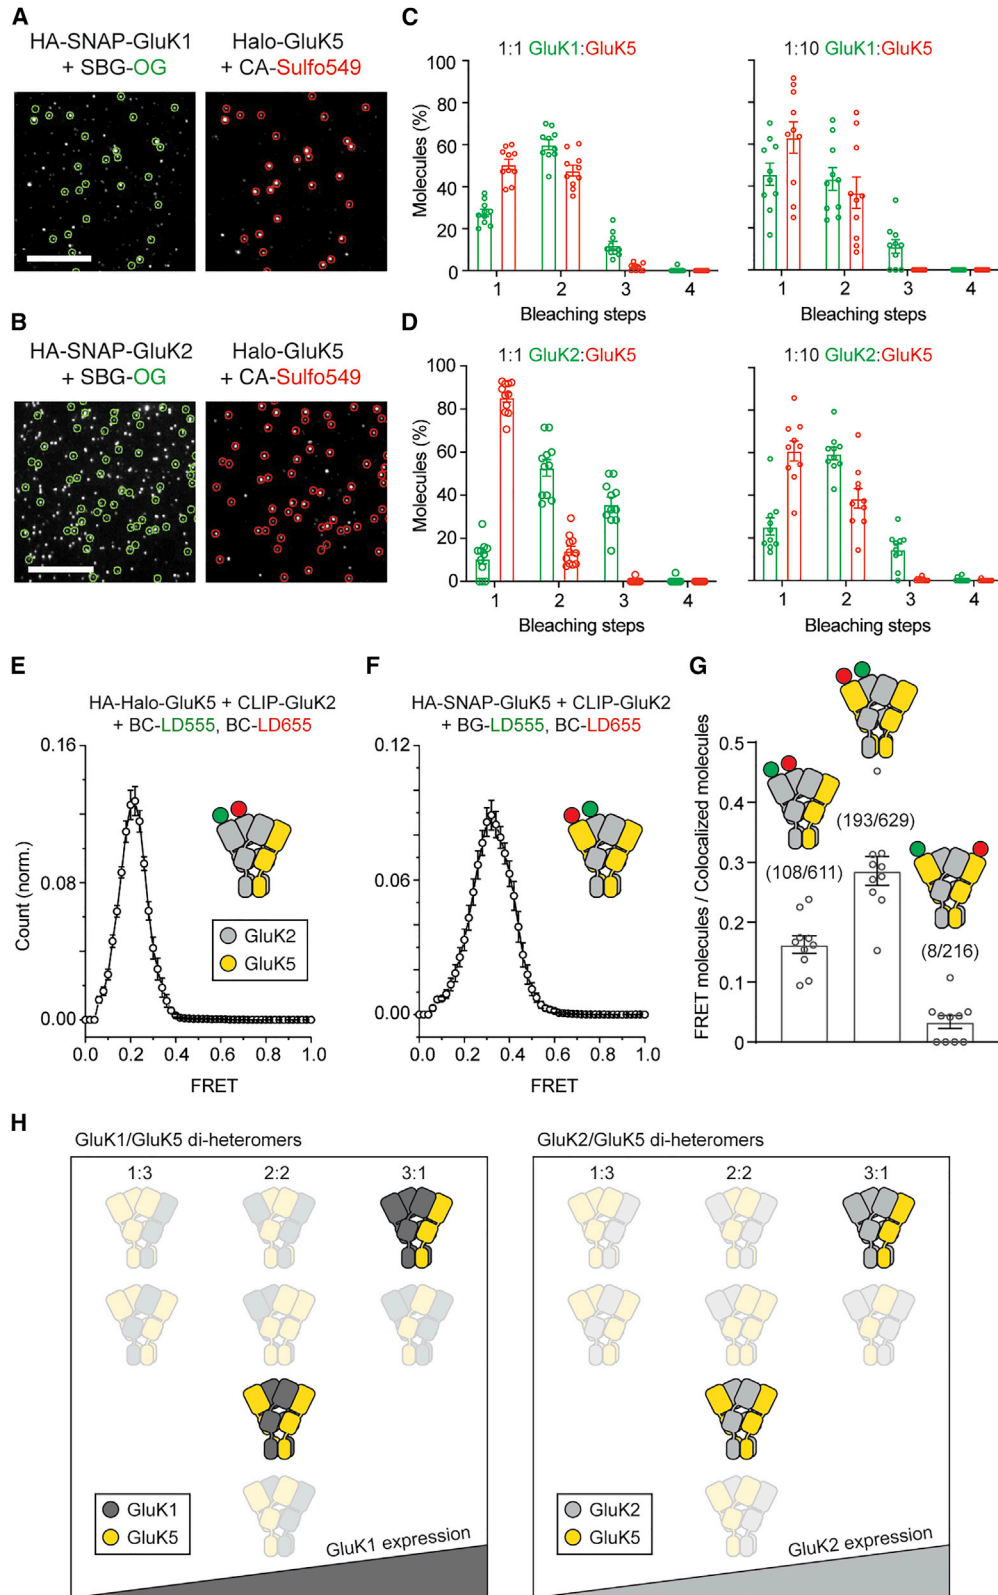 A
HA-SNAP-GluK1
+ SBG-OG
Halo-GluK5
+ CA-Sulfo549
B
HA-SNAP-GluK2
+ SBG-OG
Halo-GluK5
+ CA-Sulfo549
C
1:1 GluK1:GluK5
1:10 GluK1:GluK5
Molecules (%)
100
80
60
40
20
0
1 2 3 4
Bleaching steps
1 2 3 4
Bleaching steps
D
1:1 GluK2:GluK5
1:10 GluK2:GluK5
Molecules (%)
100
80
60
40
20
0
1 2 3 4
Bleaching steps
1 2 3 4
Bleaching steps
E
HA-Halo-GluK5 + CLIP-GluK2
+ BC-LD555, BC-LD655
Count (norm.)
0.16
0.08
0.00
0.0 0.2 0.4 0.6 0.8 1.0
FRET
GluK2
GluK5
F
HA-SNAP-GluK5 + CLIP-GluK2
+ BG-LD555, BC-LD655
0.12
0.06
0.00
0.0 0.2 0.4 0.6 0.8 1.0
FRET
G
FRET molecules / Colocalized molecules
0.5
0.4
0.3
0.2
0.1
0
(108/611)
(193/629)
(8/216)
H
GluK1/GluK5 di-heteromers
1:3 2:2 3:1
GluK1
GluK5
GluK1 expression
GluK2/GluK5 di-heteromers
1:3 2:2 3:1
GluK2
GluK5
GluK2 expression